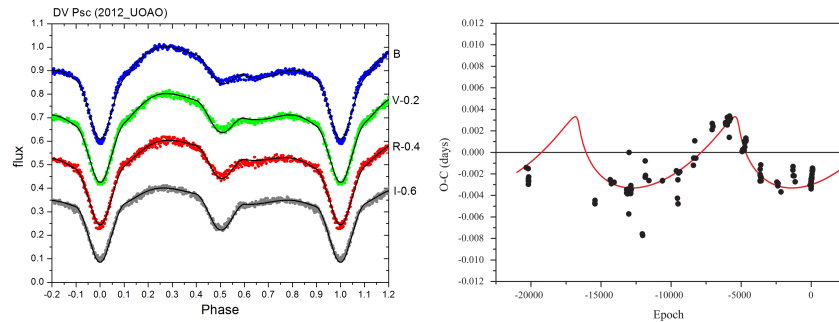 DV Psc (2012_UOAO)
1.1
1.0
0.9
0.8
0.7
0.6
0.5
0.4
0.3
0.2
0.1
0.0
flux
B
V-0.2
R-0.4
I-0.6
-0.2 -0.1 0.0 0.1 0.2 0.3 0.4 0.5 0.6 0.7 0.8 0.9 1.0 1.1 1.2
Phase
0.012
0.010
0.008
0.006
0.004
0.002
0.000
-0.002
-0.004
-0.006
-0.008
-0.010
-0.012
O-C (days)
-20000 -15000 -10000 -5000 0
Epoch